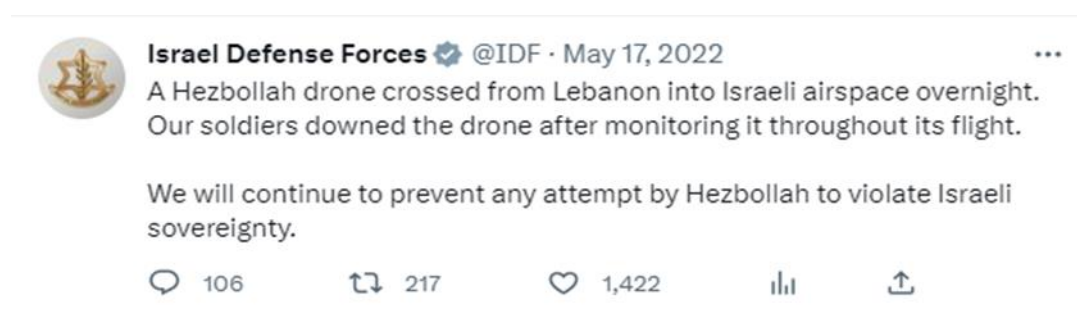 Israel Defense Forces @IDF · May 17, 2022
A Hezbollah drone crossed from Lebanon into Israeli airspace overnight.
Our soldiers downed the drone after monitoring it throughout its flight.
We will continue to prevent any attempt by Hezbollah to violate Israeli
sovereignty.
106 217 1,422